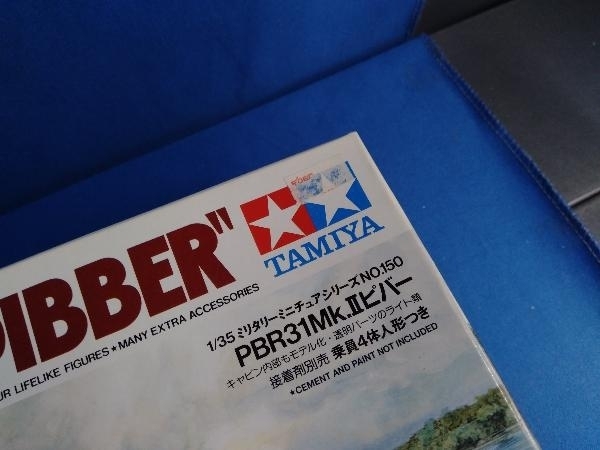 PIBBER"
UR LIFELIKE FIGURES ★ MANY EXTRA ACCESSORIES
TAMIYA
1/35 ミリタリーミニチュアシリーズ NO.150
PBR31Mk.IIピバー
キャビン内部もモデル化・透明パーツのライト類
接着剤別売 乗員4体人形つき
★CEMENT AND PAINT NOT INCLUDED